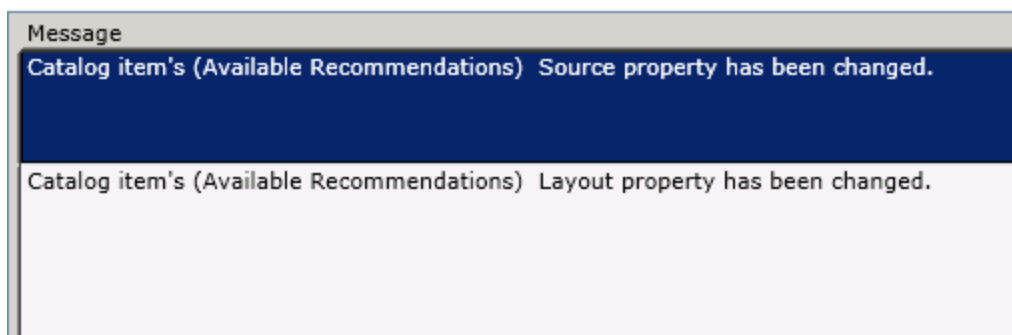 Message
Catalog item's (Available Recommendations)  Source property has been changed.
Catalog item's (Available Recommendations)  Layout property has been changed.